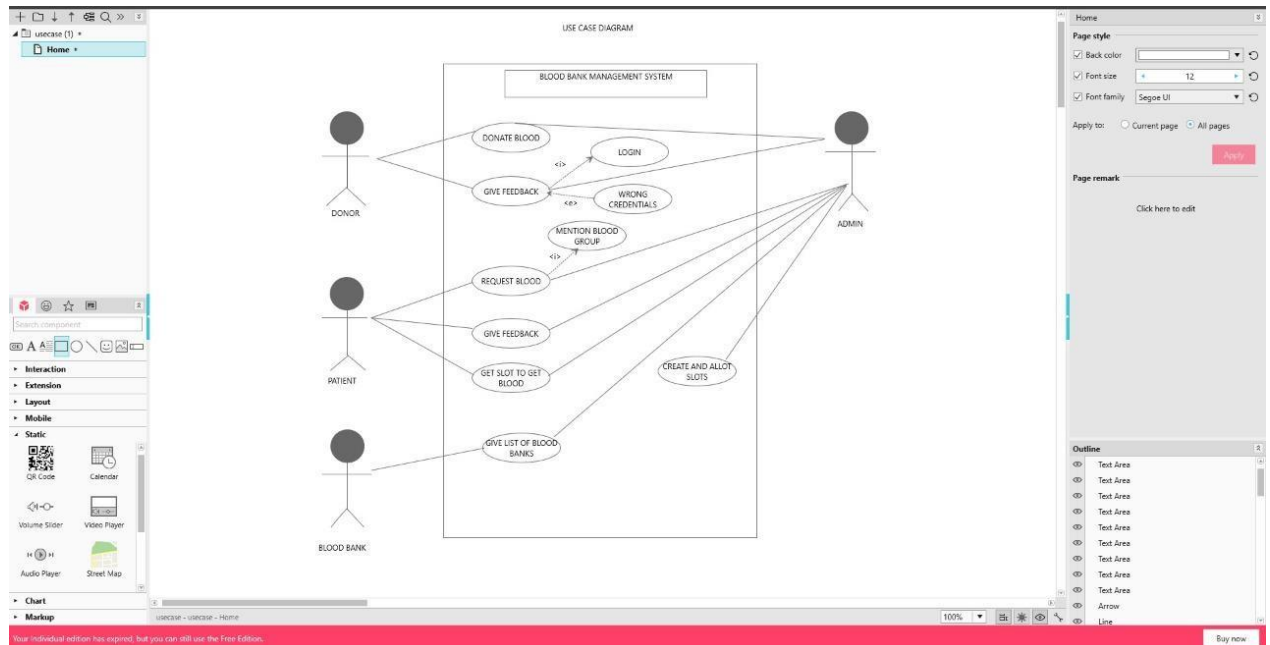 usecase (1) *
Home *
Search component
OK A A
Interaction
Extension
Layout
Mobile
Static
QR Code
Calendar
Volume Slider
Video Player
Audio Player
Street Map
Chart
Markup
USE CASE DIAGRAM
BLOOD BANK MANAGEMENT SYSTEM
DONATE BLOOD
LOGIN
<i>
GIVE FEEDBACK
WRONG
CREDENTIALS
<e>
DONOR
ADMIN
MENTION BLOOD
GROUP
<i>
REQUEST BLOOD
GIVE FEEDBACK
GET SLOT TO GET
BLOOD
CREATE AND ALLOT
SLOTS
PATIENT
GIVE LIST OF BLOOD
BANKS
BLOOD BANK
usecase - usecase - Home
100%
Home
Page style
Back color
Font size
12
Font family
Segoe UI
Apply to:
Current page
All pages
Apply
Page remark
Click here to edit
Outline
Text Area
Text Area
Text Area
Text Area
Text Area
Text Area
Text Area
Text Area
Text Area
Arrow
Line
Your individual edition has expired, but you can still use the Free Edition.
Buy now